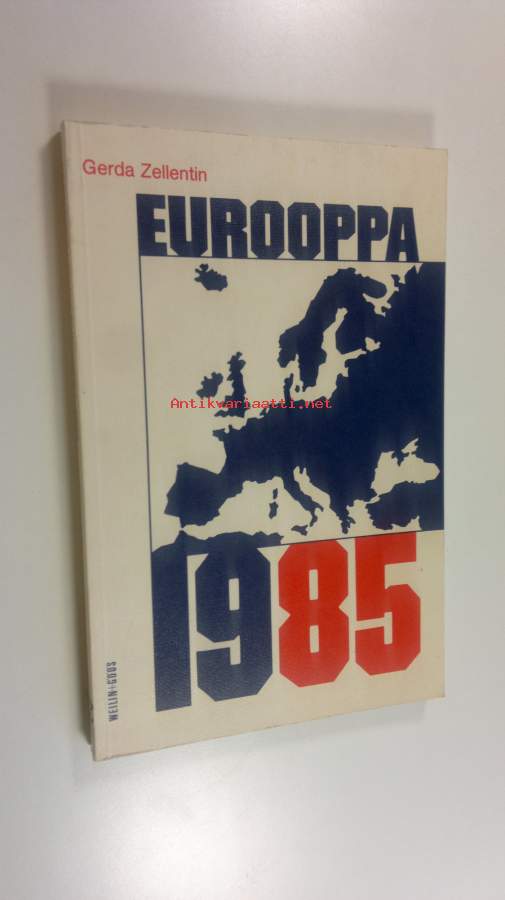 Gerda Zellentin
EUROOPPA
Antikvariaatti.net
1985
WEILIN+GÖÖS